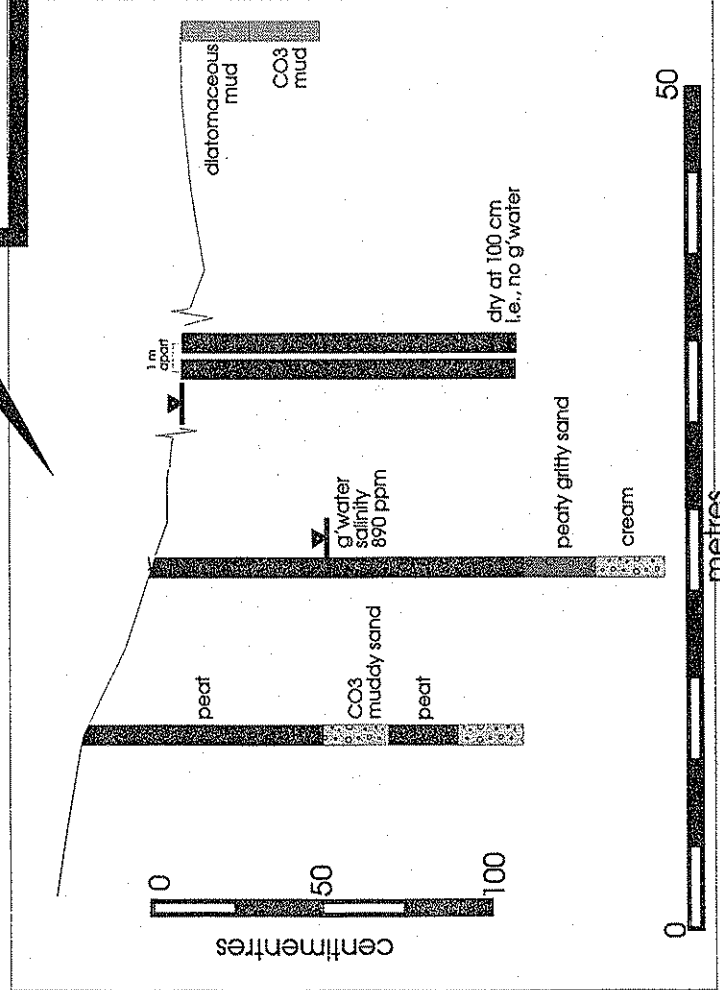 0
50
100
centimentres
peat
CO3
muddy sand
peat
g'water
salinity
890 ppm
peaty gritty sand
cream
1 m
apart
dry at 100 cm
i.e., no g'water
diatomaceous
mud
CO3
mud
0
50
metres